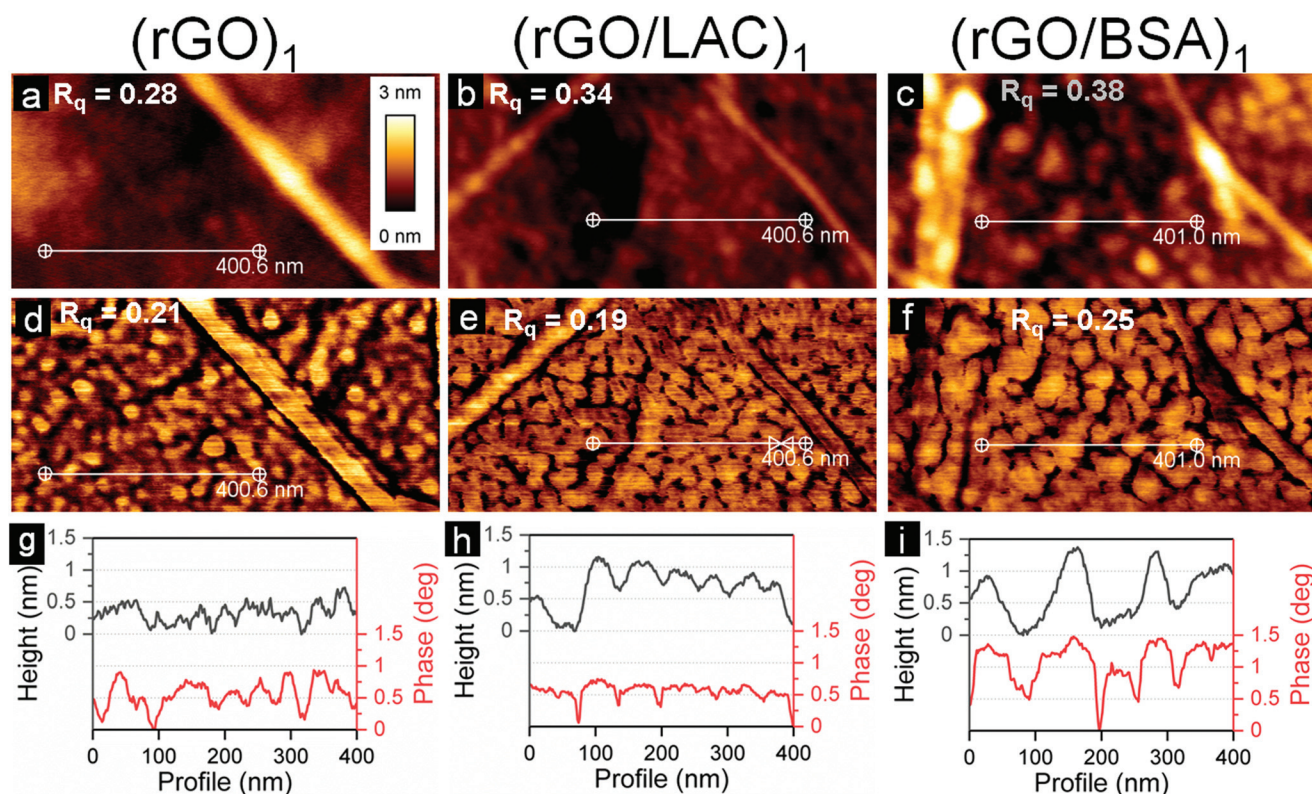 (rGO)1 (rGO/LAC)1 (rGO/BSA)1
a Rq = 0.28 3 nm 0 nm 400.6 nm
b Rq = 0.34 400.6 nm
c Rq = 0.38 401.0 nm
d Rq = 0.21 400.6 nm
e Rq = 0.19 400.6 nm
f Rq = 0.25 401.0 nm
g
1.5
1
0.5
0
Height (nm)
1.5
1
0.5
0
Phase (deg)
0 100 200 300 400
Profile (nm)
h
1.5
1
0.5
0
Height (nm)
1.5
1
0.5
0
Phase (deg)
0 100 200 300 400
Profile (nm)
i
1.5
1
0.5
0
Height (nm)
1.5
1
0.5
0
Phase (deg)
0 100 200 300 400
Profile (nm)